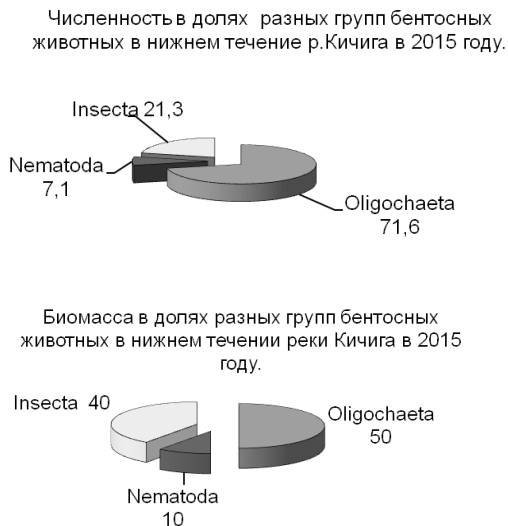 Численность в долях разных групп бентосных
животных в нижнем течение р.Кичига в 2015 году.
Insecta 21,3
Nematoda
7,1
Oligochaeta
71,6
Биомасса в долях разных групп бентосных
животных в нижнем течении реки Кичига в 2015
году.
Insecta 40
Oligochaeta
50
Nematoda
10